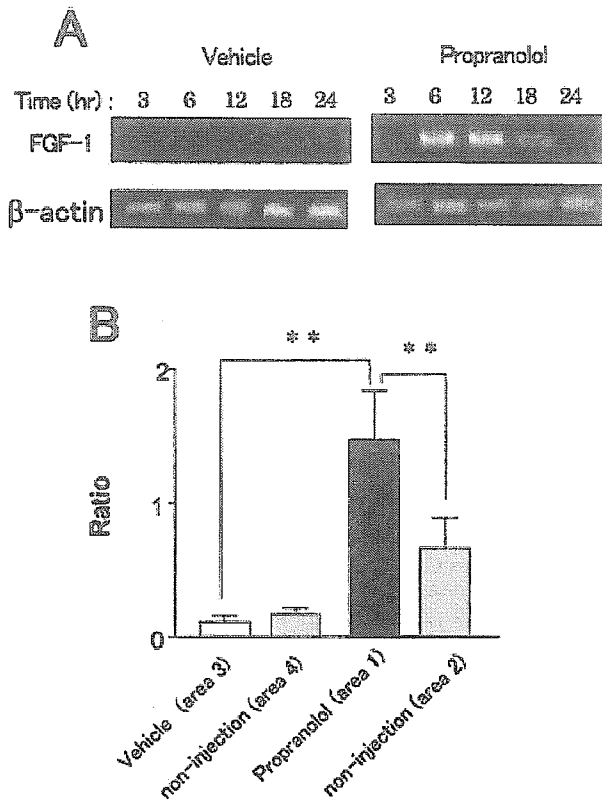 A
Vehicle Propranolol
Time (hr) : 3 6 12 18 24 3 6 12 18 24
FGF-1
β-actin
B
** **
2
1
0
Ratio
Vehicle (area 3)
non-injection (area 4)
Propranolol (area 1)
non-injection (area 2)